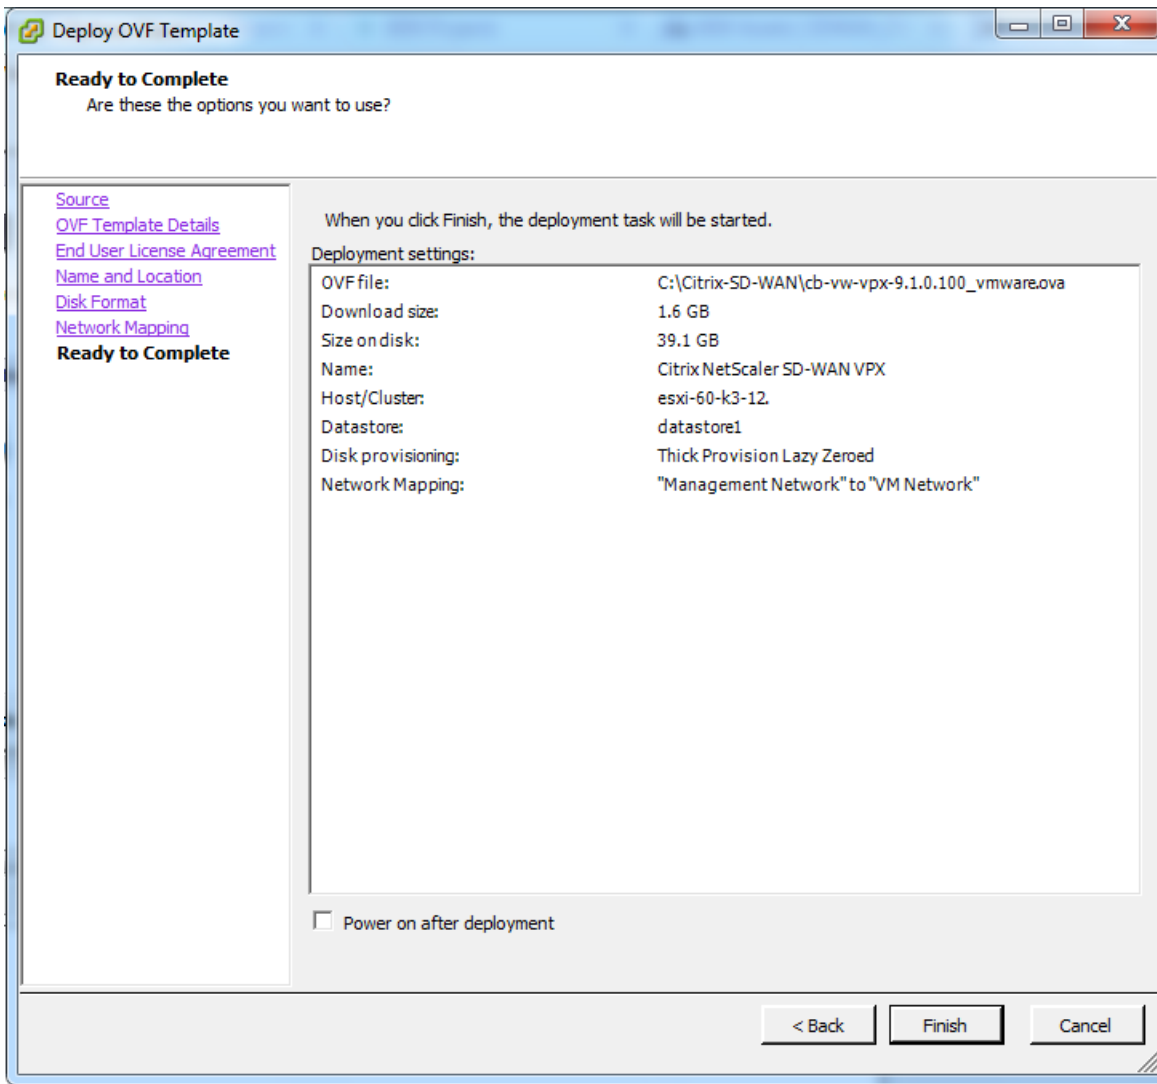 Deploy OVF Template
Ready to Complete
Are these the options you want to use?
Source
OVF Template Details
End User License Agreement
Name and Location
Disk Format
Network Mapping
Ready to Complete
When you click Finish, the deployment task will be started.
Deployment settings:
OVF file: C:\Citrix-SD-WAN\cb-vw-vpx-9.1.0.100_vmware.ova
Download size: 1.6 GB
Size on disk: 39.1 GB
Name: Citrix NetScaler SD-WAN VPX
Host/Cluster: esxi-60-k3-12.
Datastore: datastore1
Disk provisioning: Thick Provision Lazy Zeroed
Network Mapping: "Management Network" to "VM Network"
Power on after deployment
< Back Finish Cancel